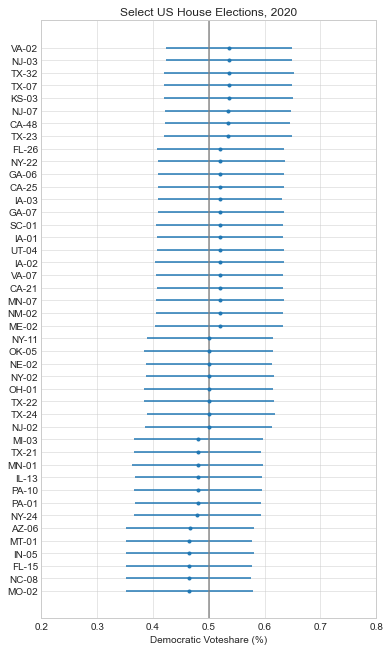 Select US House Elections, 2020
VA-02
NJ-03
TX-32
TX-07
KS-03
NJ-07
CA-48
TX-23
FL-26
NY-22
GA-06
CA-25
IA-03
GA-07
SC-01
IA-01
UT-04
IA-02
VA-07
CA-21
MN-07
NM-02
ME-02
NY-11
OK-05
NE-02
NY-02
OH-01
TX-22
TX-24
NJ-02
MI-03
TX-21
MN-01
IL-13
PA-10
PA-01
NY-24
AZ-06
MT-01
IN-05
FL-15
NC-08
MO-02
0.2 0.3 0.4 0.5 0.6 0.7 0.8
Democratic Voteshare (%)